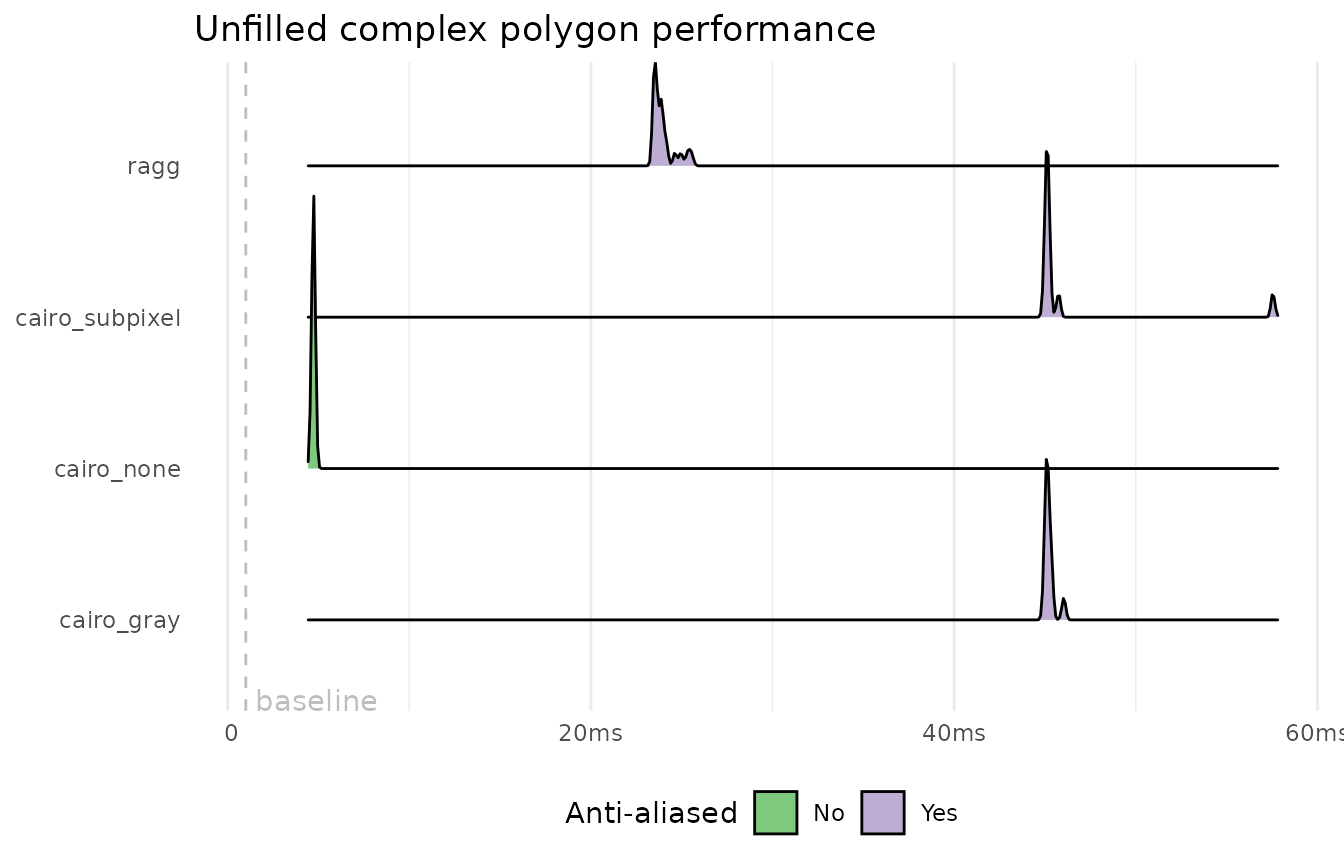 Unfilled complex polygon performance
ragg
cairo_subpixel
cairo_none
cairo_gray
baseline
0 20ms 40ms 60ms
Anti-aliased No Yes